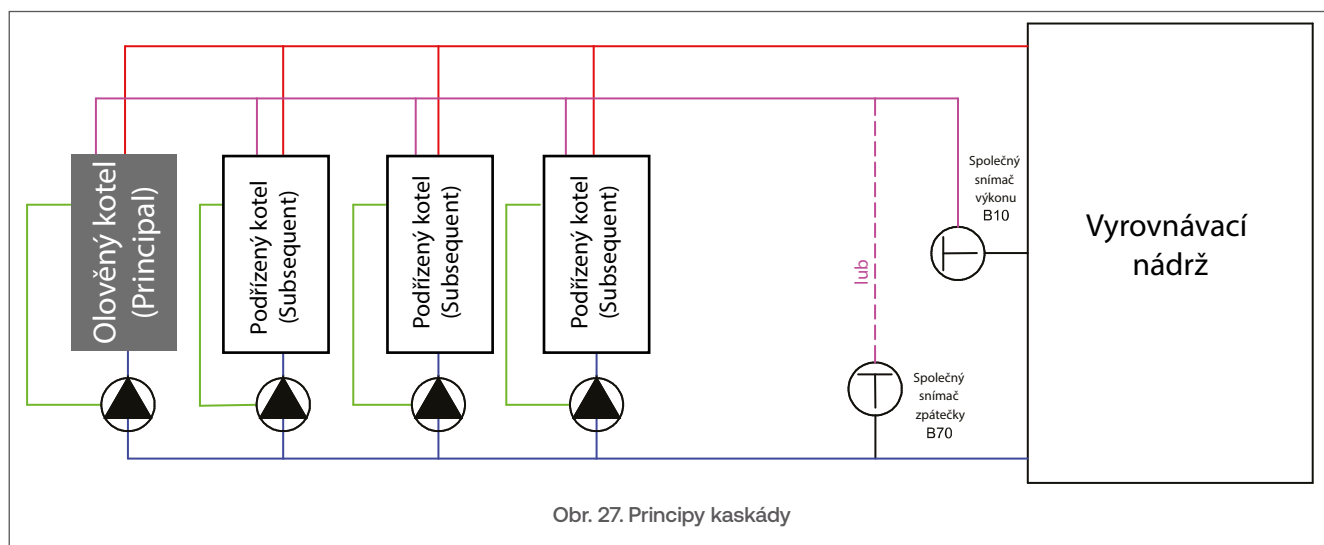 Olověný kotel
(Principal)
Podřízený kotel
(Subsequent)
Podřízený kotel
(Subsequent)
Podřízený kotel
(Subsequent)
lub
Společný
snímač
výkonu
B10
Společný
snímač
zpátečky
B70
Vyrovnávací
nádrž
Obr. 27. Principy kaskády